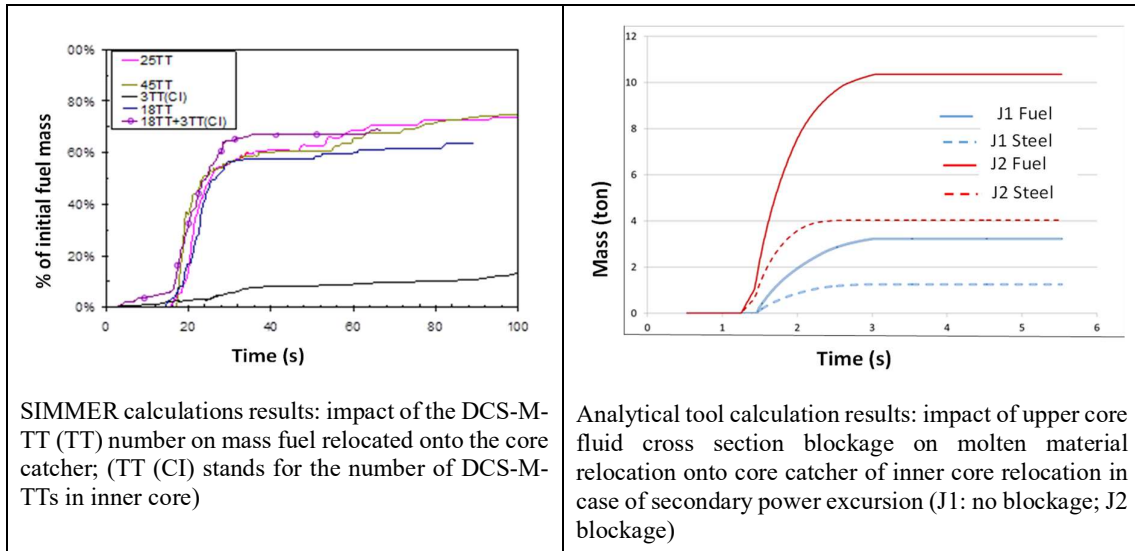 00%
80%
60%
40%
20%
0%
25TT
45TT
3TT(CI)
18TT
18TT+3TT(CI)
% of initial fuel mass
0 20 40 60 80 100
Time (s)
SIMMER calculations results: impact of the DCS-M-
TT (TT) number on mass fuel relocated onto the core
catcher; (TT (CI) stands for the number of DCS-M-
TTs in inner core)
12
10
8
6
4
2
0
Mass (ton)
J1 Fuel
J1 Steel
J2 Fuel
J2 Steel
0 1 2 3 4 5 6
Time (s)
Analytical tool calculation results: impact of upper core
fluid cross section blockage on molten material
relocation onto core catcher of inner core relocation in
case of secondary power excursion (J1: no blockage; J2
blockage)